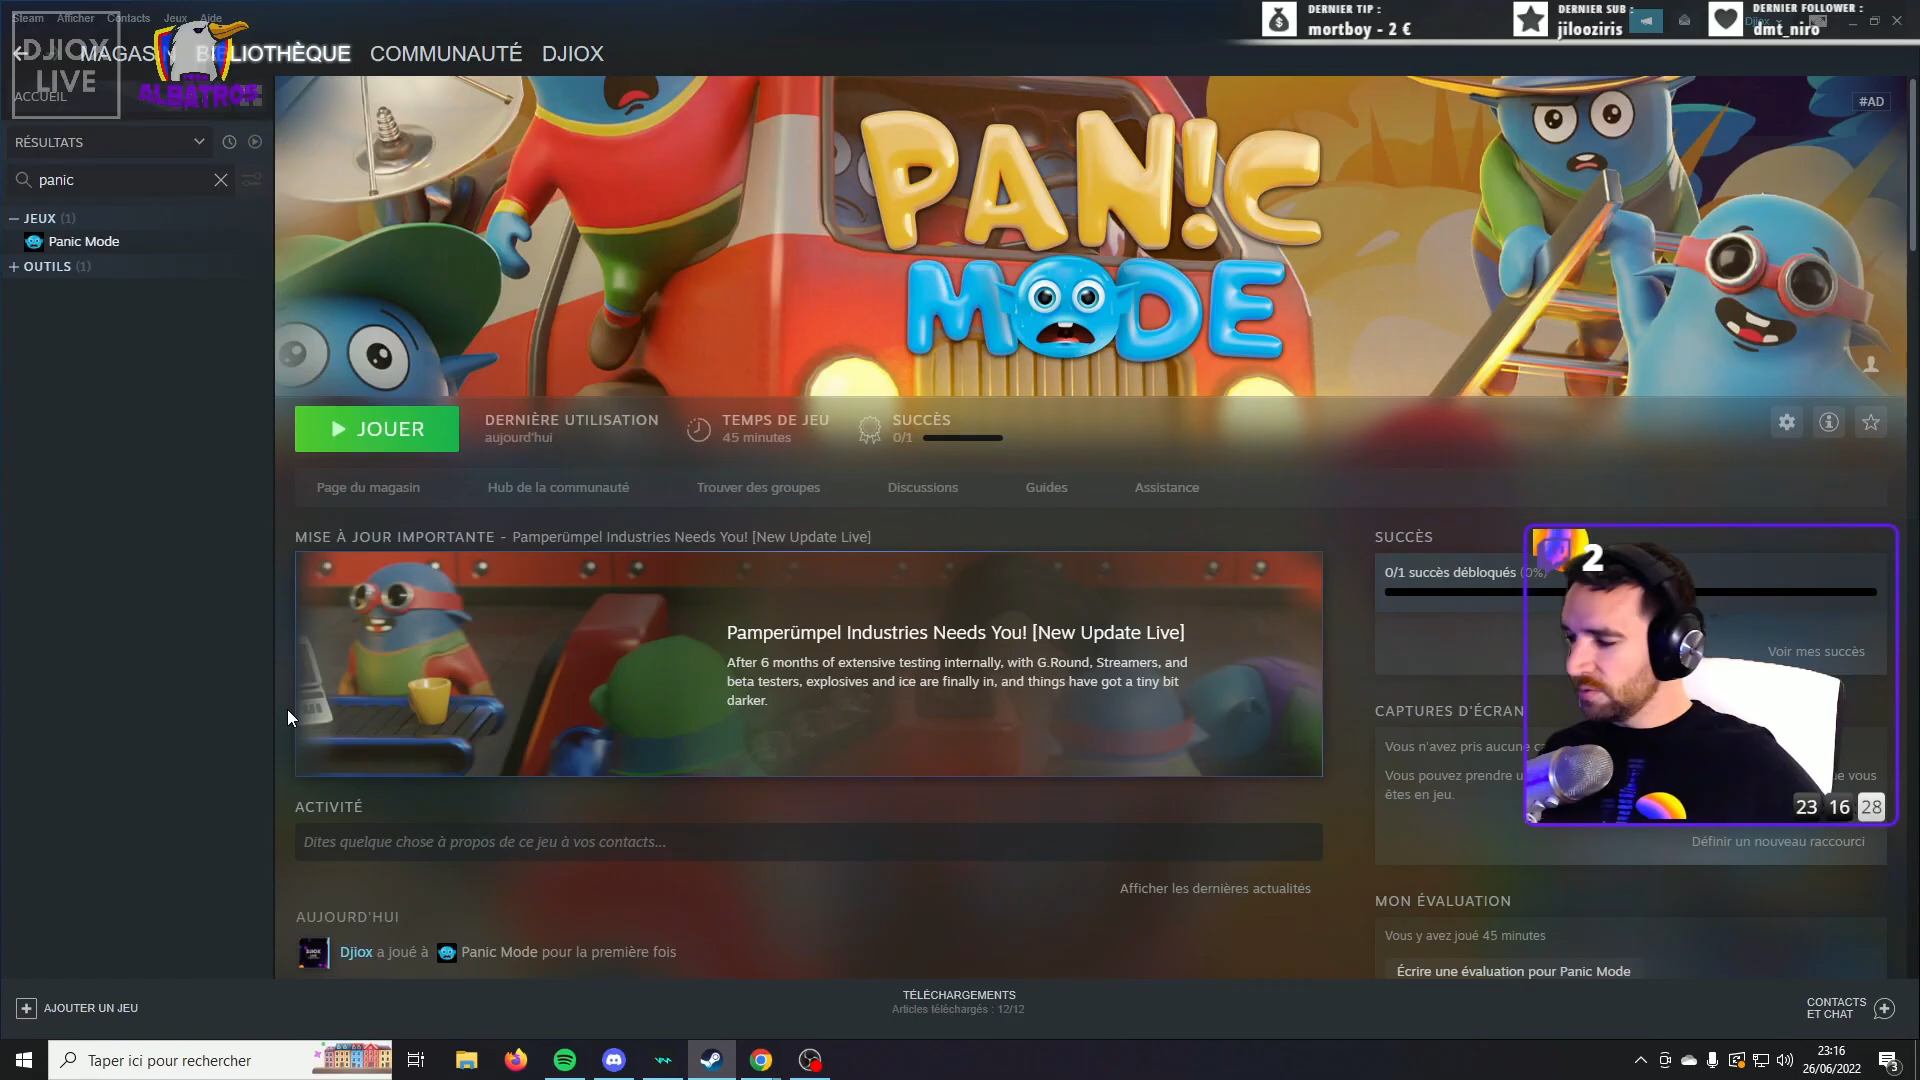 Steam Afficher Contacts Jeux Aide
DERNIER TIP :
mortboy - 2 €
DERNIER SUB :
jilooziris
DERNIER FOLLOWER :
dmt_niro
DJIOX
LIVE
ALBATROS
BIBLIOTHÈQUE COMMUNAUTÉ DJIOX
ACCUEIL
#AD
RÉSULTATS
panic
JEUX (1)
Panic Mode
OUTILS (1)
PAN!C
MODE
JOUER
DERNIÈRE UTILISATION
aujourd'hui
TEMPS DE JEU
45 minutes
SUCCÈS
0/1
Page du magasin Hub de la communauté Trouver des groupes Discussions Guides Assistance
MISE À JOUR IMPORTANTE - Pamperümpel Industries Needs You! [New Update Live]
Pamperümpel Industries Needs You! [New Update Live]
After 6 months of extensive testing internally, with G.Round, Streamers, and
beta testers, explosives and ice are finally in, and things have got a tiny bit
darker.
SUCCÈS
0/1 succès débloqués (0%)
2
Voir mes succès
CAPTURES D'ÉCRAN
Vous n'avez pris aucune
Vous pouvez prendre
vous
êtes en jeu.
23 16 28
Définir un nouveau raccourci
ACTIVITÉ
Dites quelque chose à propos de ce jeu à vos contacts...
Afficher les dernières actualités
AUJOURD'HUI
Djiox a joué à Panic Mode pour la première fois
MON ÉVALUATION
Vous y avez joué 45 minutes
Écrire une évaluation pour Panic Mode
AJOUTER UN JEU
TÉLÉCHARGEMENTS
Articles téléchargés : 12/12
CONTACTS
ET CHAT
Taper ici pour rechercher
23:16
26/06/2022
3